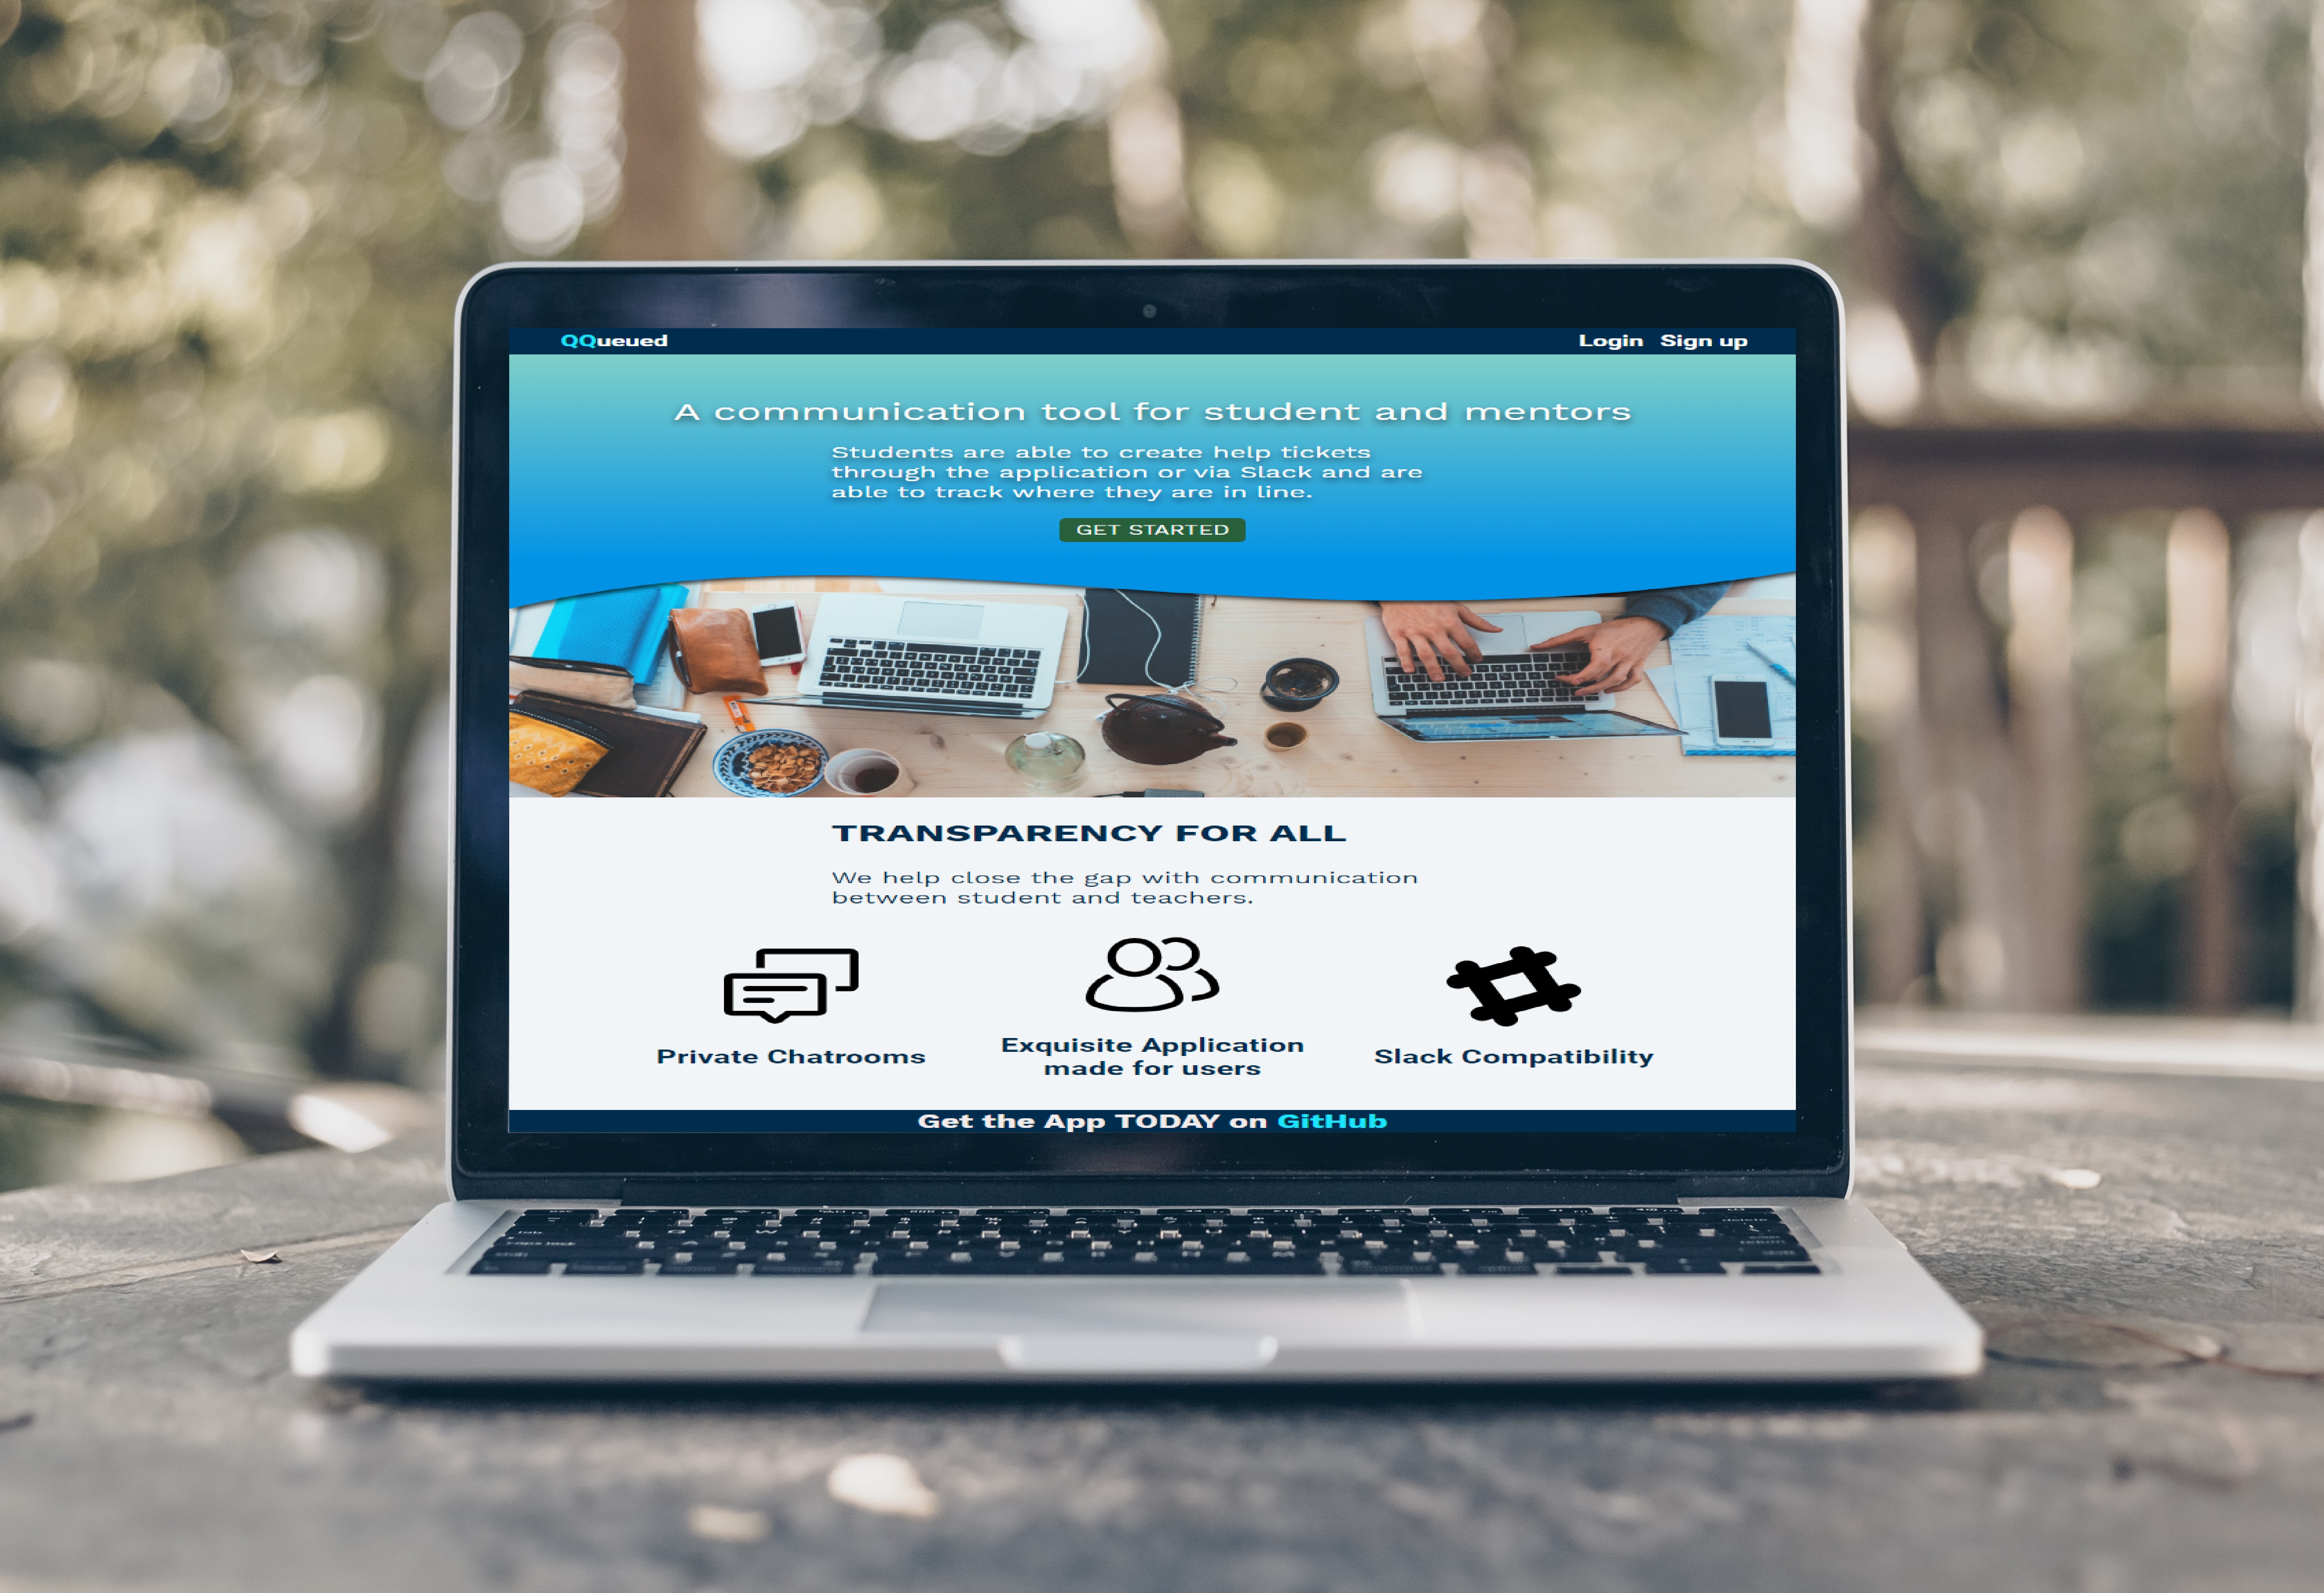 QQueued
Login Sign up
A communication tool for student and mentors
Students are able to create help tickets
through the application or via Slack and are
able to track where they are in line.
GET STARTED
TRANSPARENCY FOR ALL
We help close the gap with communication
between student and teachers.
Private Chatrooms
Exquisite Application
made for users
Slack Compatibility
Get the App TODAY on GitHub